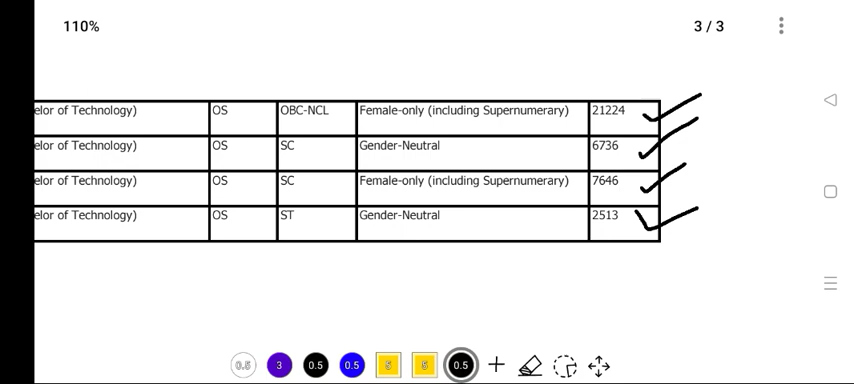 110%
3 / 3
elor of Technology) OS OBC-NCL Female-only (including Supernumerary) 21224
elor of Technology) OS SC Gender-Neutral 6736
elor of Technology) OS SC Female-only (including Supernumerary) 7646
elor of Technology) OS ST Gender-Neutral 2513
0.5 3 0.5 0.5 5 5 0.5